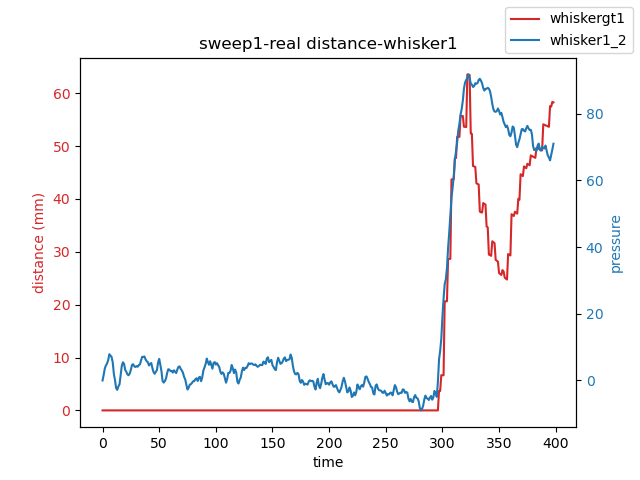 whiskergt1
whisker1_2
sweep1-real distance-whisker1
60
50
40
30
20
10
0
distance (mm)
80
60
40
20
0
pressure
0 50 100 150 200 250 300 350 400
time